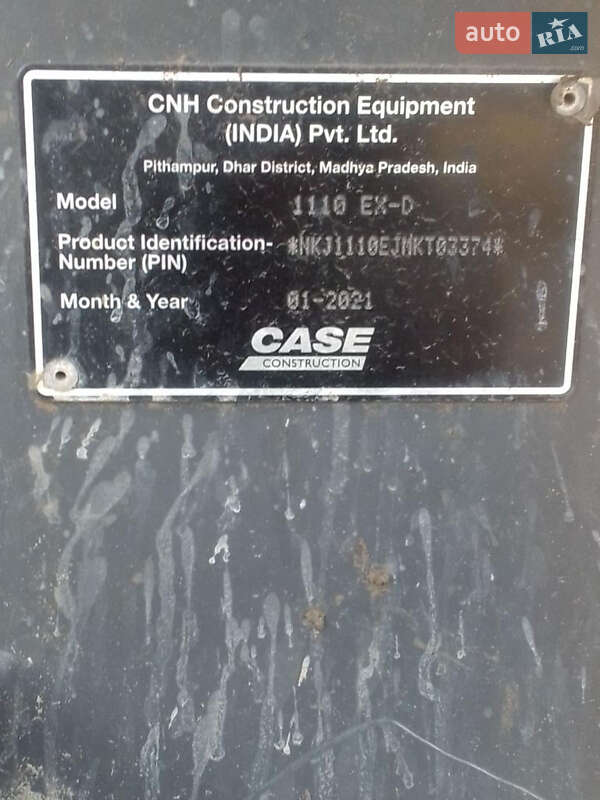 auto RIA .com
CNH Construction Equipment
(INDIA) Pvt. Ltd.
Pithampur, Dhar District, Madhya Pradesh, India
Model 1110 EX-D
Product Identification- *NKJ1110EJMKT03374*
Number (PIN)
Month & Year 01-2021
CASE
CONSTRUCTION